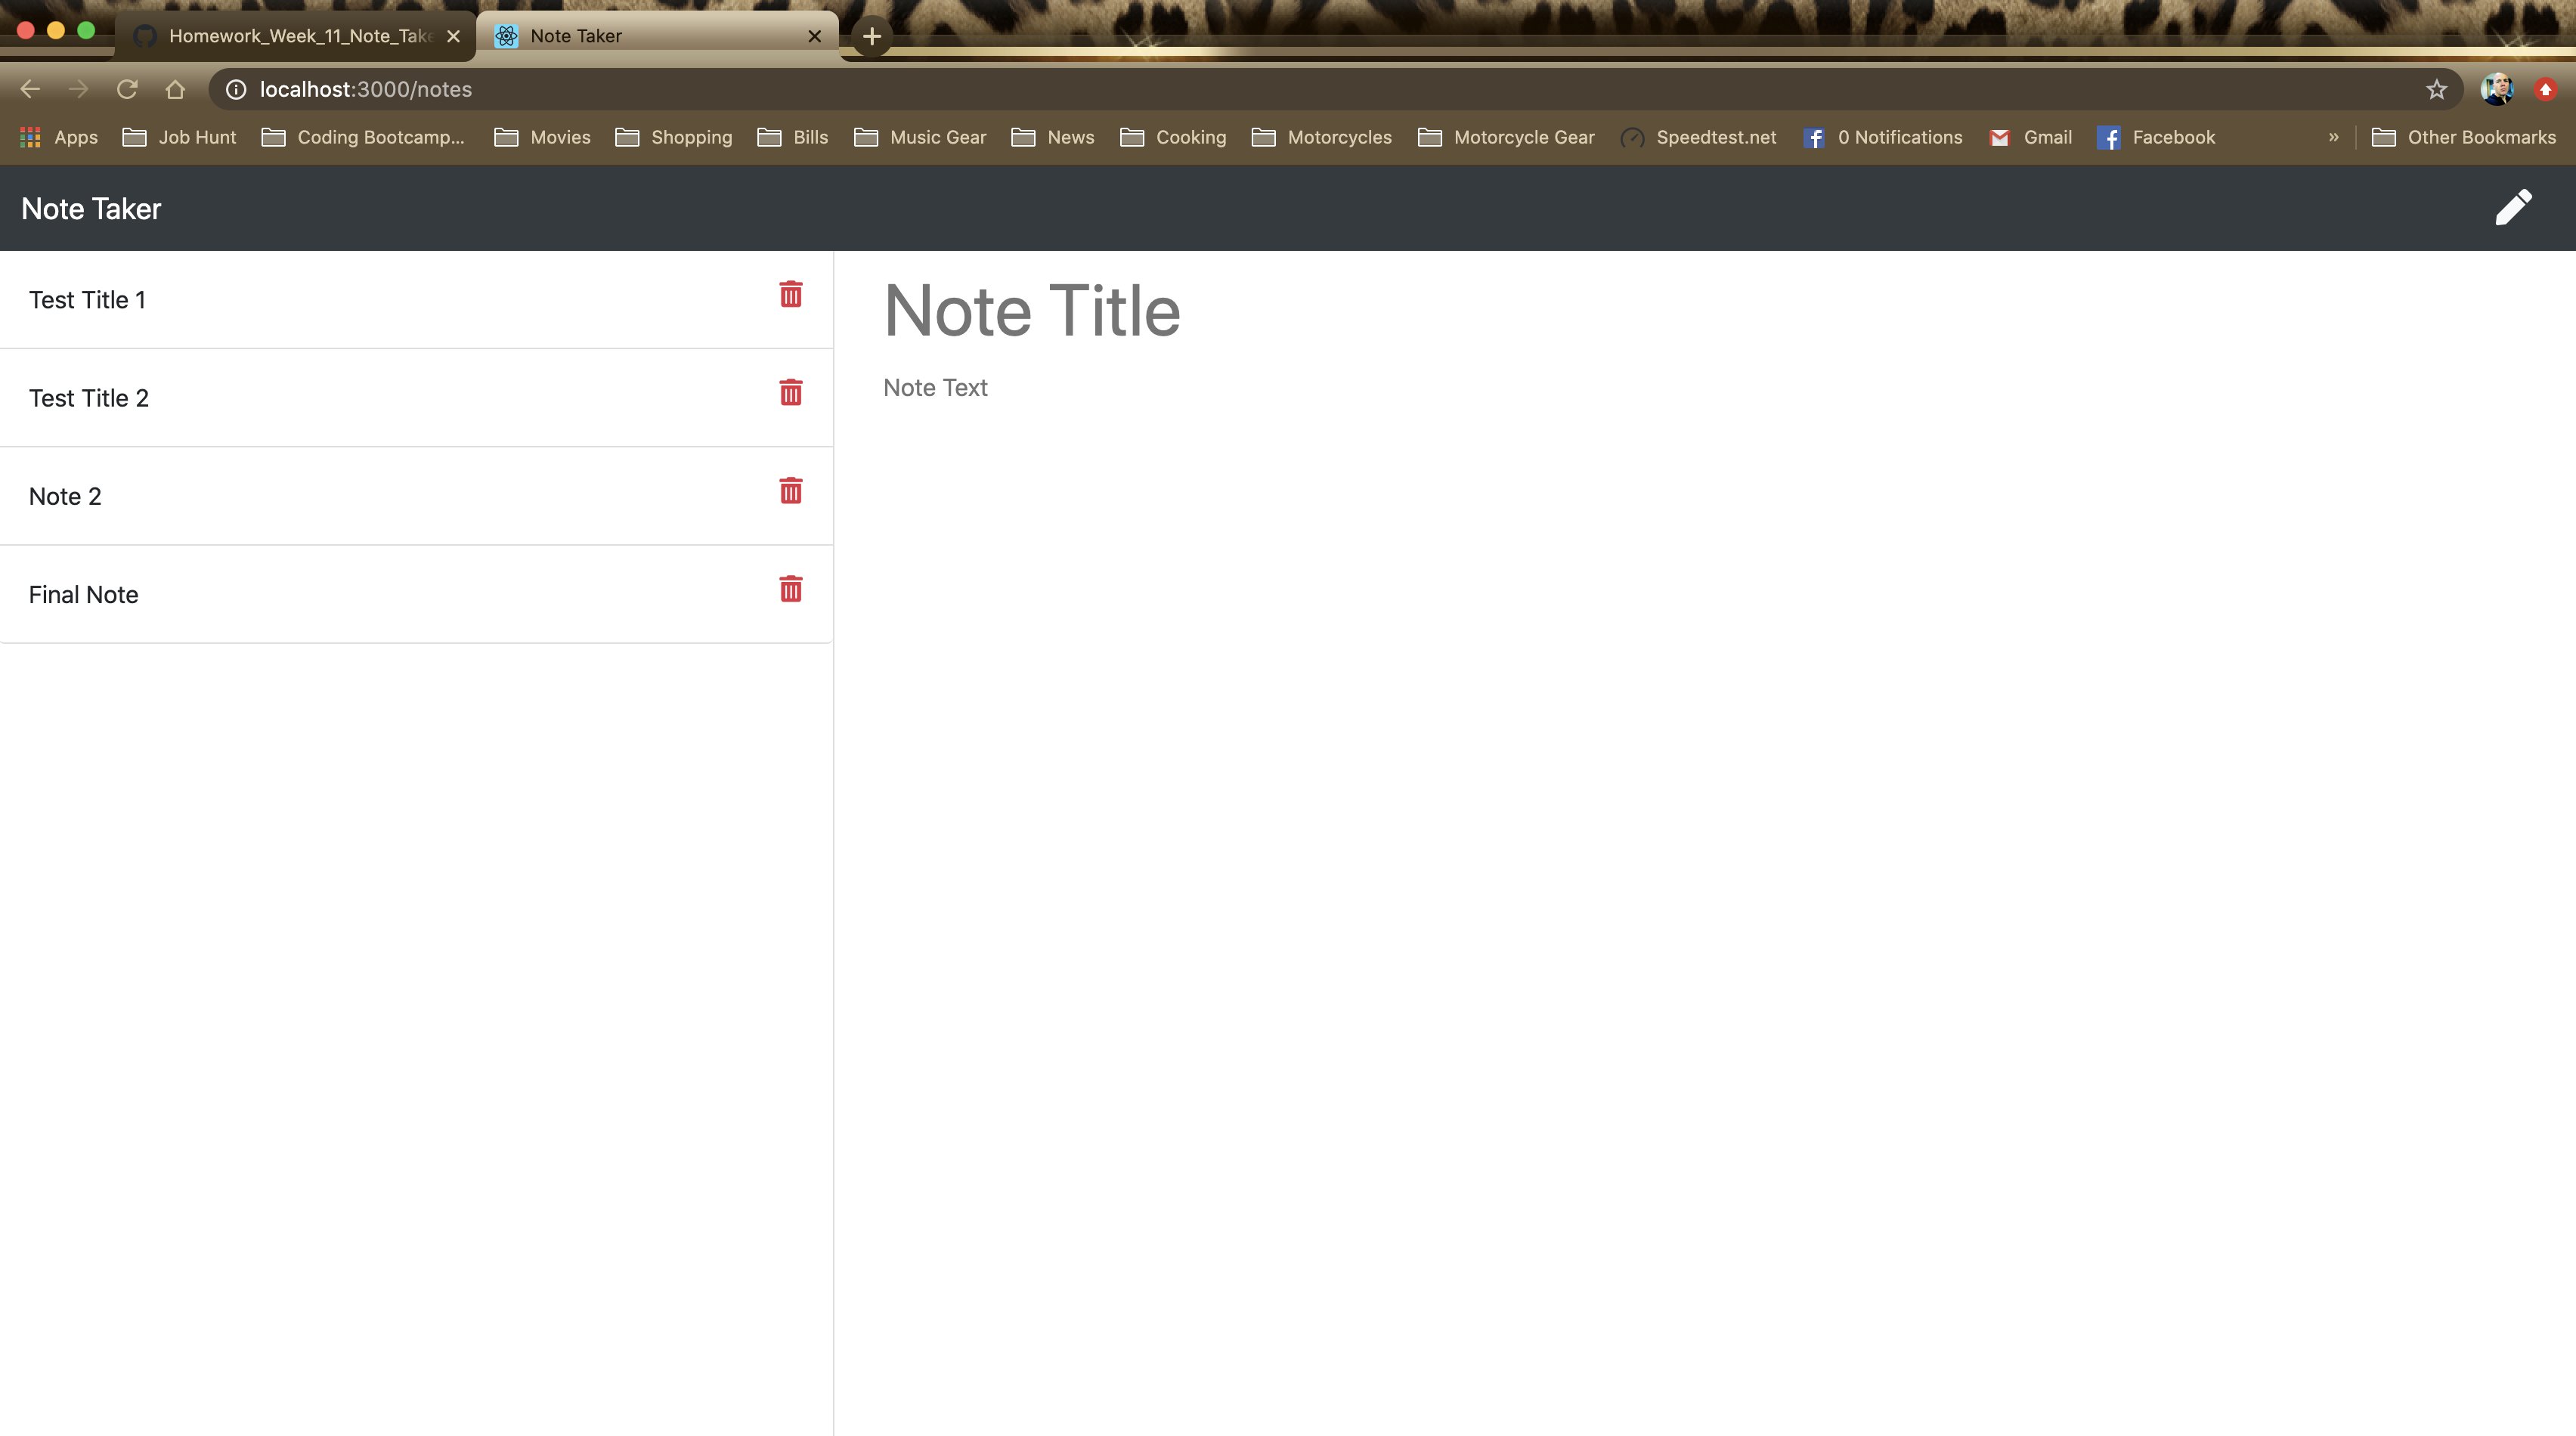 Homework_Week_11_Note_Take
Note Taker
localhost:3000/notes
Apps Job Hunt Coding Bootcamp... Movies Shopping Bills Music Gear News Cooking Motorcycles Motorcycle Gear Speedtest.net 0 Notifications Gmail Facebook » Other Bookmarks
Note Taker
Test Title 1
Test Title 2
Note 2
Final Note
Note Title
Note Text